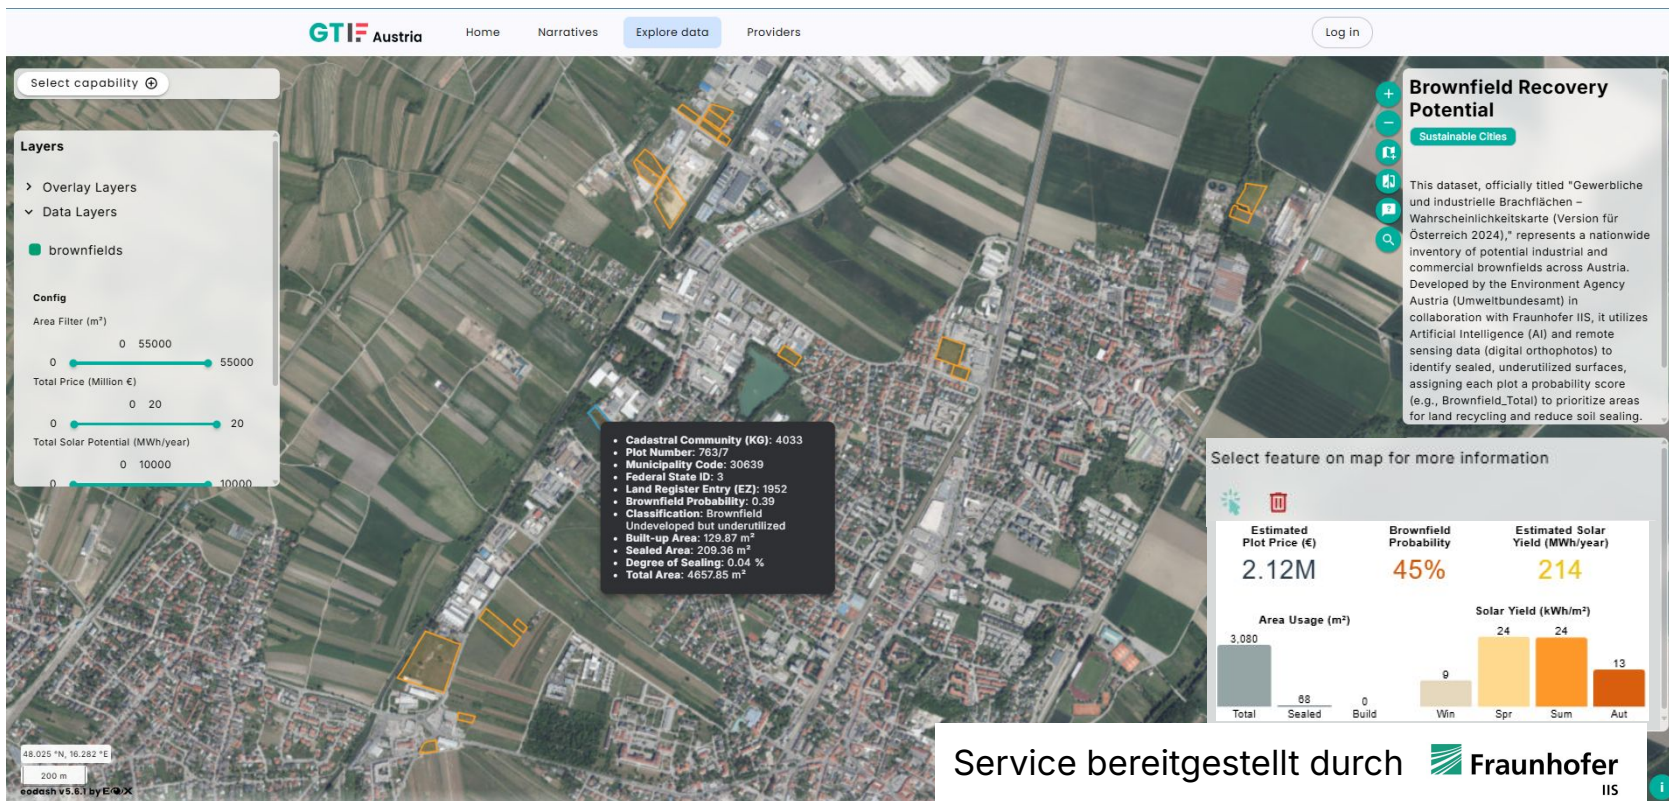 GTIF Austria
Home
Narratives
Explore data
Providers
Log in
Select capability
Layers
Overlay Layers
Data Layers
brownfields
Config
Area Filter (m²)
0 55000
0 55000
Total Price (Million €)
0 20
0 20
Total Solar Potential (MWh/year)
0 10000
0 10000
48.025 °N, 16.282 °E
200 m
eodash v5.6.1 by EOX
Cadastral Community (KG): 4033
Plot Number: 763/7
Municipality Code: 30639
Federal State ID: 3
Land Register Entry (EZ): 1952
Brownfield Probability: 0.39
Classification: Brownfield
Undeveloped but underutilized
Built-up Area: 129.87 m²
Sealed Area: 209.36 m²
Degree of Sealing: 0.04 %
Total Area: 4657.85 m²
Brownfield Recovery
Potential
Sustainable Cities
This dataset, officially titled "Gewerbliche
und industrielle Brachflächen –
Wahrscheinlichkeitskarte (Version für
Österreich 2024)," represents a nationwide
inventory of potential industrial and
commercial brownfields across Austria.
Developed by the Environment Agency
Austria (Umweltbundesamt) in
collaboration with Fraunhofer IIS, it utilizes
Artificial Intelligence (AI) and remote
sensing data (digital orthophotos) to
identify sealed, underutilized surfaces,
assigning each plot a probability score
(e.g., Brownfield_Total) to prioritize areas
for land recycling and reduce soil sealing.
Select feature on map for more information
Estimated
Plot Price (€)
2.12M
Brownfield
Probability
45%
Estimated Solar
Yield (MWh/year)
214
Area Usage (m²)
3,080
68
0
Total Sealed Build
Solar Yield (kWh/m²)
9
24
24
13
Win Spr Sum Aut
Service bereitgestellt durch
Fraunhofer
IIS